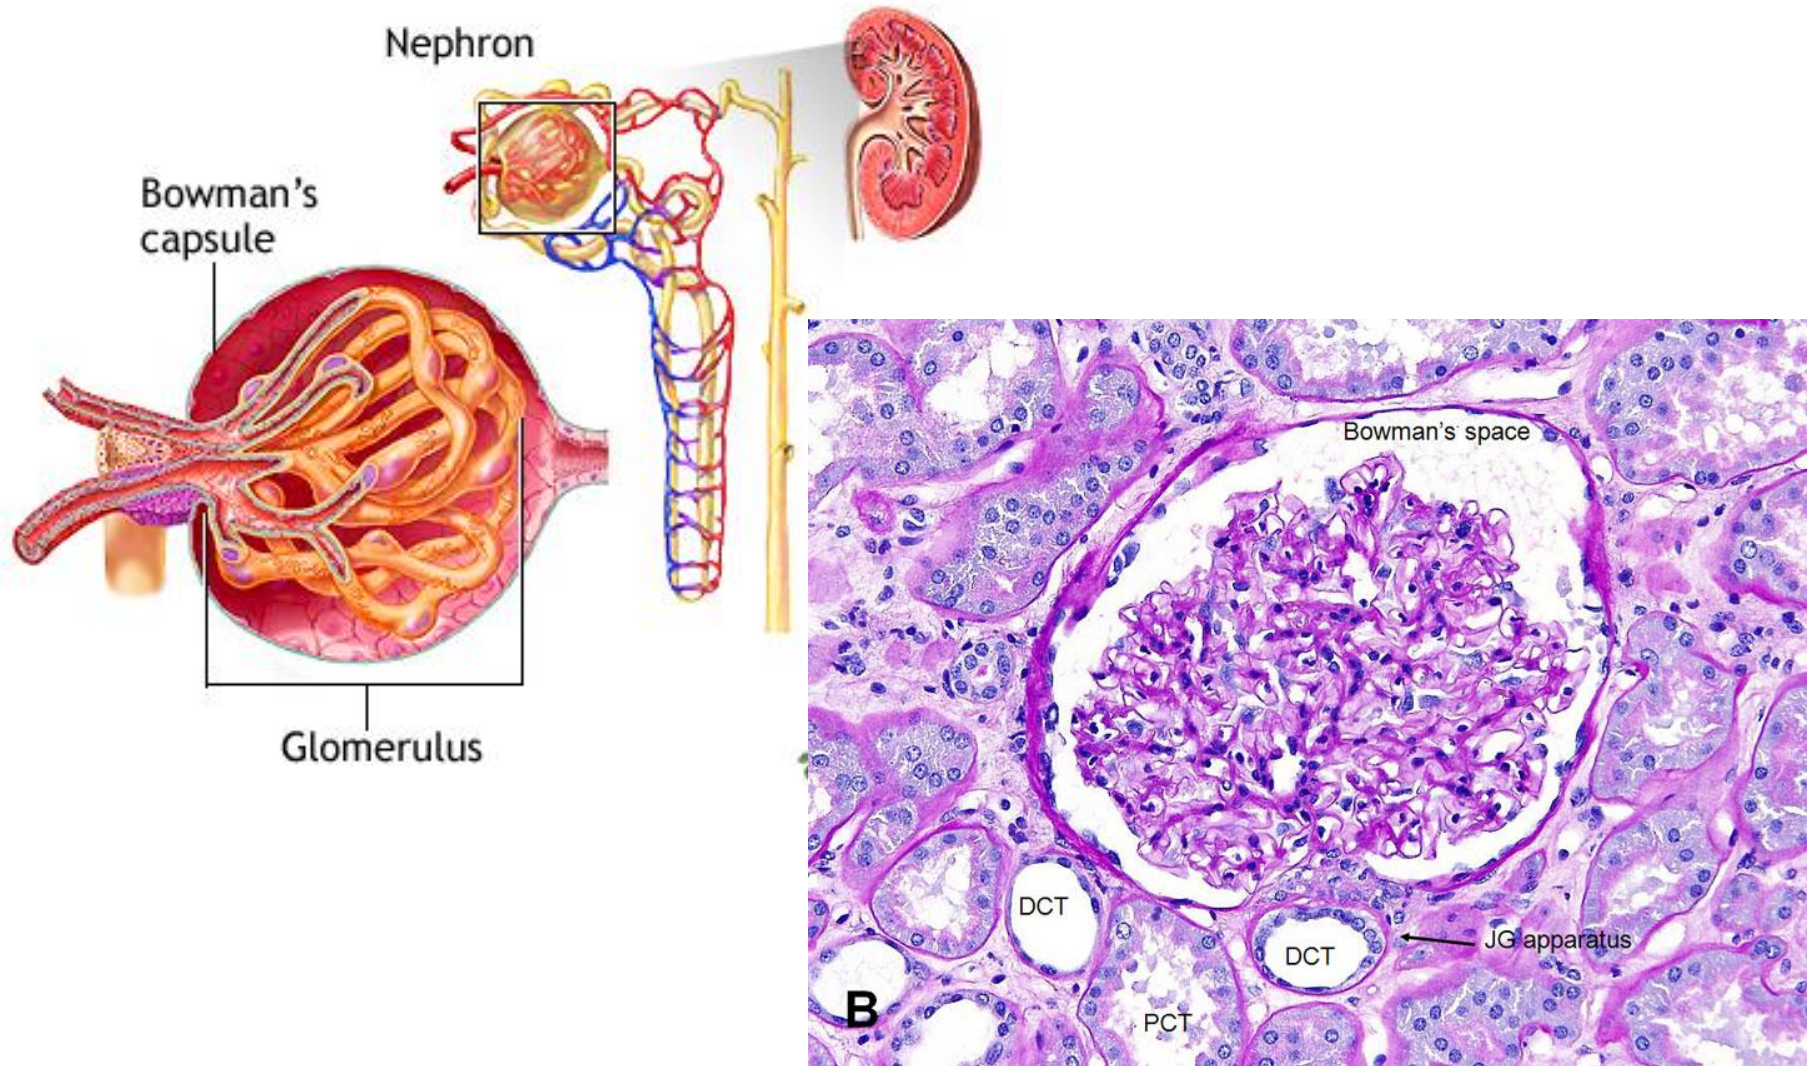 Nephron
Bowman's
capsule
Glomerulus
Bowman's space
DCT
DCT
JG apparatus
PCT
B